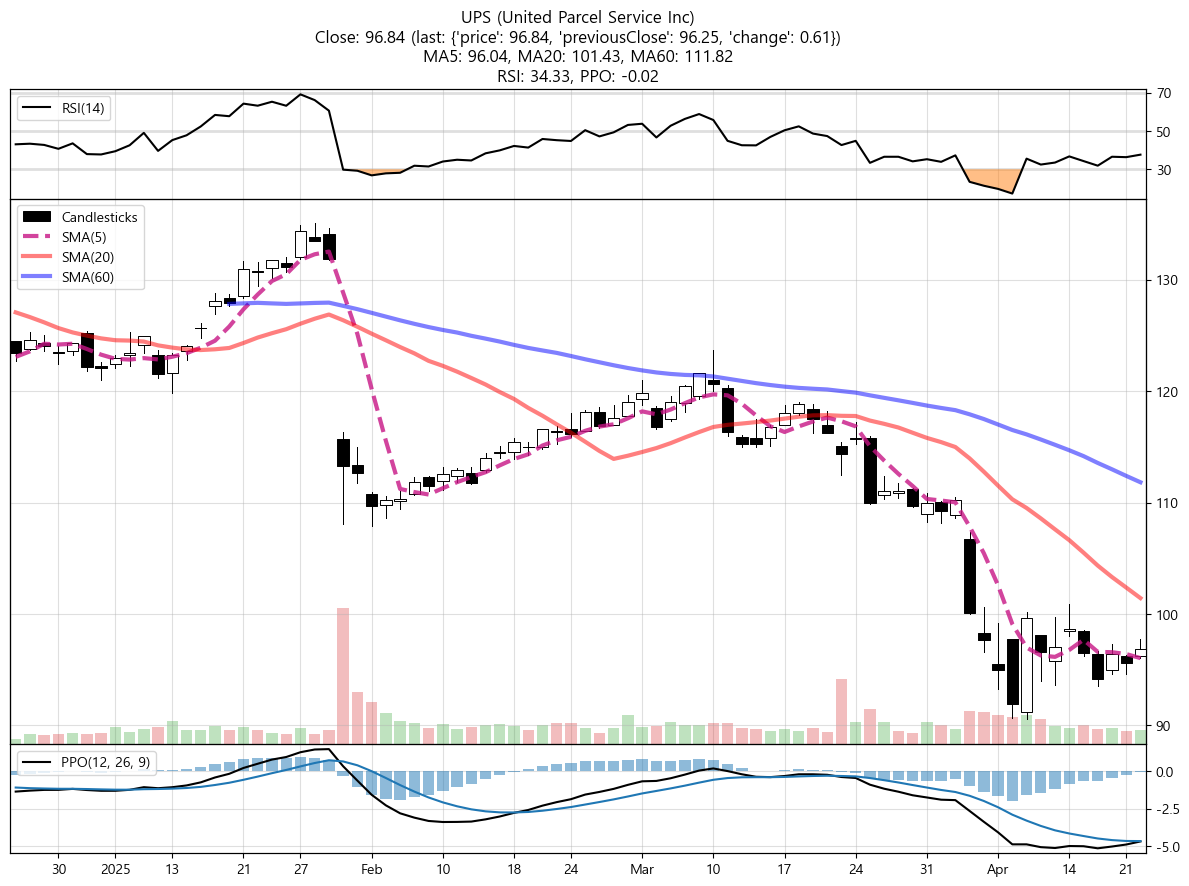 UPS (United Parcel Service Inc)
Close: 96.84 (last: {'price': 96.84, 'previousClose': 96.25, 'change': 0.61})
MA5: 96.04, MA20: 101.43, MA60: 111.82
RSI: 34.33, PPO: -0.02
RSI(14)
70
50
30
Candlesticks
SMA(5)
SMA(20)
SMA(60)
130
120
110
100
90
PPO(12, 26, 9)
0.0
-2.5
-5.0
30 2025 13 21 27 Feb 10 18 24 Mar 10 17 24 31 Apr 14 21